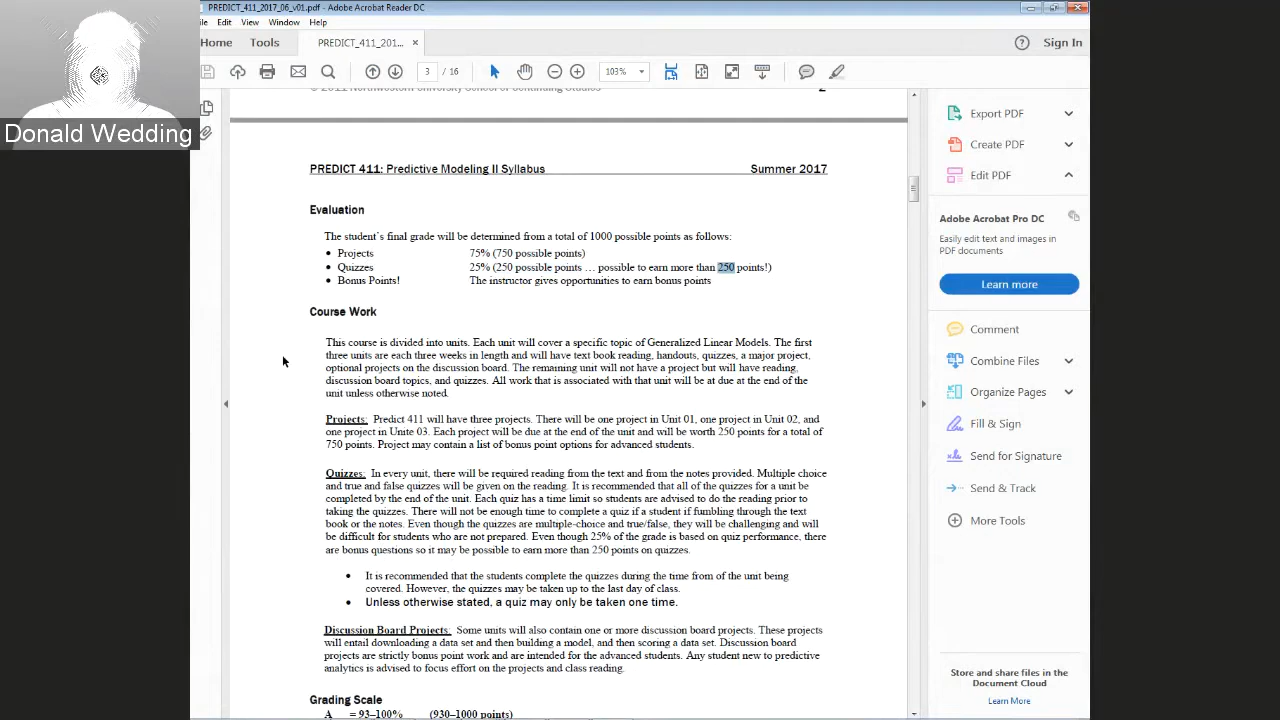 PREDICT_411_2017_06_v01.pdf - Adobe Acrobat Reader DC
ile Edit View Window Help
Home Tools PREDICT_411_201... × Sign In
3 / 16 103%
Donald Wedding
© 2011 Northwestern University School of Continuing Studies 2
PREDICT 411: Predictive Modeling II Syllabus Summer 2017
Evaluation
The student's final grade will be determined from a total of 1000 possible points as follows:
• Projects 75% (750 possible points)
• Quizzes 25% (250 possible points … possible to earn more than 250 points!)
• Bonus Points! The instructor gives opportunities to earn bonus points
Course Work
This course is divided into units. Each unit will cover a specific topic of Generalized Linear Models. The first
three units are each three weeks in length and will have text book reading, handouts, quizzes, a major project,
optional projects on the discussion board. The remaining unit will not have a project but will have reading,
discussion board topics, and quizzes. All work that is associated with that unit will be at due at the end of the
unit unless otherwise noted.
Projects: Predict 411 will have three projects. There will be one project in Unit 01, one project in Unit 02, and
one project in Unite 03. Each project will be due at the end of the unit and will be worth 250 points for a total of
750 points. Project may contain a list of bonus point options for advanced students.
Quizzes: In every unit, there will be required reading from the text and from the notes provided. Multiple choice
and true and false quizzes will be given on the reading. It is recommended that all of the quizzes for a unit be
completed by the end of the unit. Each quiz has a time limit so students are advised to do the reading prior to
taking the quizzes. There will not be enough time to complete a quiz if a student if fumbling through the text
book or the notes. Even though the quizzes are multiple-choice and true/false, they will be challenging and will
be difficult for students who are not prepared. Even though 25% of the grade is based on quiz performance, there
are bonus questions so it may be possible to earn more than 250 points on quizzes.
• It is recommended that the students complete the quizzes during the time from of the unit being
covered. However, the quizzes may be taken up to the last day of class.
• Unless otherwise stated, a quiz may only be taken one time.
Discussion Board Projects: Some units will also contain one or more discussion board projects. These projects
will entail downloading a data set and then building a model, and then scoring a data set. Discussion board
projects are strictly bonus point work and are intended for the advanced students. Any student new to predictive
analytics is advised to focus effort on the projects and class reading.
Grading Scale
A = 93–100% (930–1000 points)
Export PDF
Create PDF
Edit PDF
Adobe Acrobat Pro DC
Easily edit text and images in
PDF documents
Learn more
Comment
Combine Files
Organize Pages
Fill & Sign
Send for Signature
Send & Track
More Tools
Store and share files in the
Document Cloud
Learn More